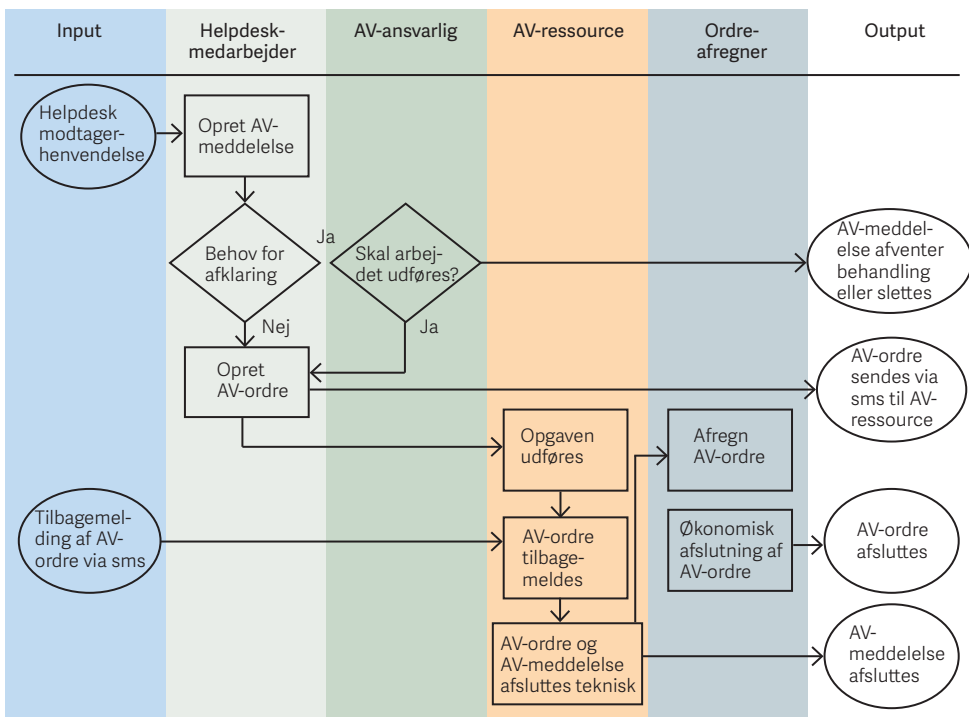 Input
Helpdesk-
medarbejder
AV-ansvarlig
AV-ressource
Ordre-
afregner
Output
Helpdesk
modtager-
henvendelse
Opret AV-
meddelelse
Behov for
afklaring
Ja
Skal arbej-
det udføres?
AV-meddel-
else afventer
behandling
eller slettes
Nej
Ja
Opret
AV-ordre
AV-ordre
sendes via
sms til AV-
ressource
Opgaven
udføres
Afregn
AV-ordre
Tilbagemel-
ding af AV-
ordre via sms
AV-ordre
tilbage-
meldes
Økonomisk
afslutning af
AV-ordre
AV-ordre
afsluttes
AV-ordre og
AV-meddelelse
afsluttes teknisk
AV-
meddelelse
afsluttes